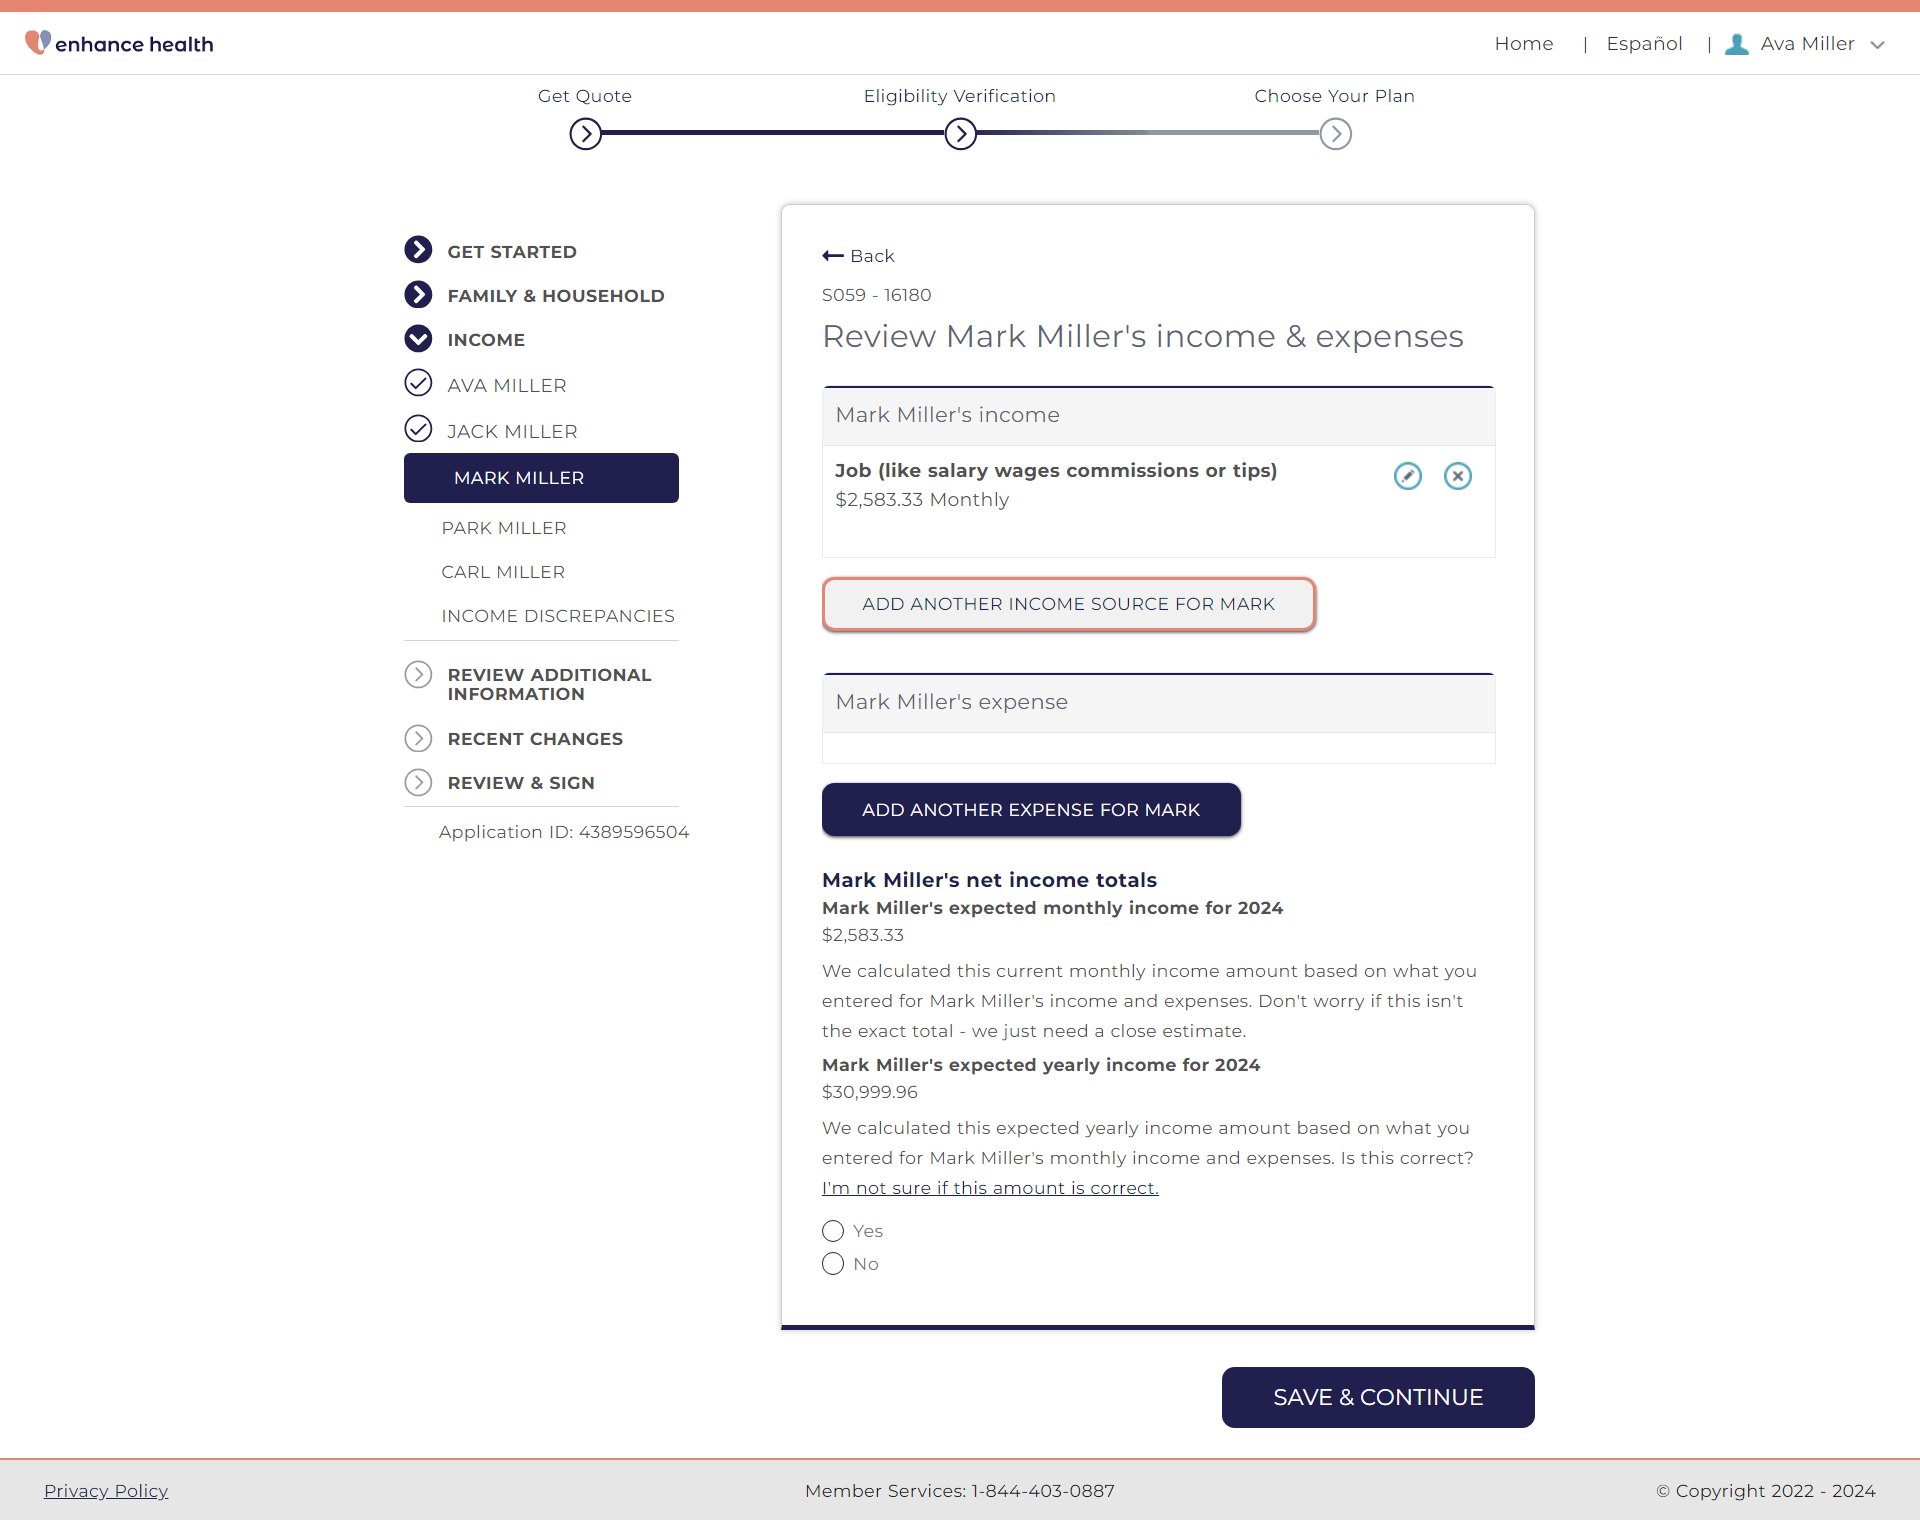 enhance health
Home | Español | Ava Miller
Get Quote
Eligibility Verification
Choose Your Plan
GET STARTED
FAMILY & HOUSEHOLD
INCOME
AVA MILLER
JACK MILLER
MARK MILLER
PARK MILLER
CARL MILLER
INCOME DISCREPANCIES
REVIEW ADDITIONAL
INFORMATION
RECENT CHANGES
REVIEW & SIGN
Application ID: 4389596504
Back
S059 - 16180
Review Mark Miller's income & expenses
Mark Miller's income
Job (like salary wages commissions or tips)
$2,583.33 Monthly
ADD ANOTHER INCOME SOURCE FOR MARK
Mark Miller's expense
ADD ANOTHER EXPENSE FOR MARK
Mark Miller's net income totals
Mark Miller's expected monthly income for 2024
$2,583.33
We calculated this current monthly income amount based on what you
entered for Mark Miller's income and expenses. Don't worry if this isn't
the exact total - we just need a close estimate.
Mark Miller's expected yearly income for 2024
$30,999.96
We calculated this expected yearly income amount based on what you
entered for Mark Miller's monthly income and expenses. Is this correct?
I'm not sure if this amount is correct.
Yes
No
SAVE & CONTINUE
Privacy Policy
Member Services: 1-844-403-0887
© Copyright 2022 - 2024